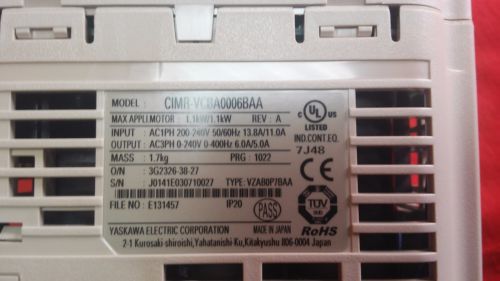 MODEL : CIMR-VCBA0006BAA
MAX APPLI.MOTOR : 1.1kW/1.1kW REV : A
INPUT : AC1PH 200-240V 50/60Hz 13.8A/11.0A
OUTPUT : AC3PH 0-240V 0-400Hz 6.0A/5.0A
MASS : 1.7kg PRG : 1022
O/N : 3G2326-38-27
S/N : J0141E030710027 TYPE: VZAB0P7BAA
FILE NO : E131457 IP20 PASS
YASKAWA ELECTRIC CORPORATION MADE IN JAPAN
2-1 Kurosaki-shiroishi,Yahatanishi-Ku,Kitakyushu 806-0004 Japan
UL
LISTED
IND.CONT.EQ.
7J48
CE
TÜV
RoHS